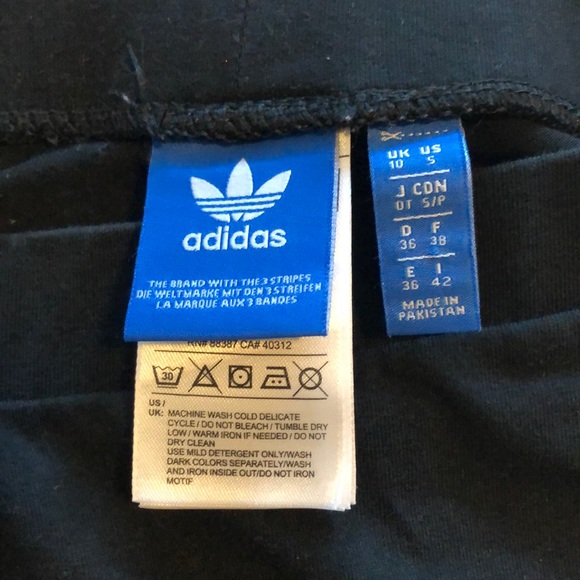 adidas
THE BRAND WITH THE 3 STRIPES
DIE WELTMARKE MIT DEN 3 STREIFEN
LA MARQUE AUX 3 BANDES
RN# 88387 CA# 40312
30
US /
UK: MACHINE WASH COLD DELICATE
CYCLE / DO NOT BLEACH / TUMBLE DRY
LOW / WARM IRON IF NEEDED / DO NOT
DRY CLEAN
USE MILD DETERGENT ONLY/WASH
DARK COLORS SEPARATELY/WASH
AND IRON INSIDE OUT/DO NOT IRON
MOTIF
UK US
10 S
J CDN
OT S/P
D F
36 38
E I
36 42
MADE IN
PAKISTAN